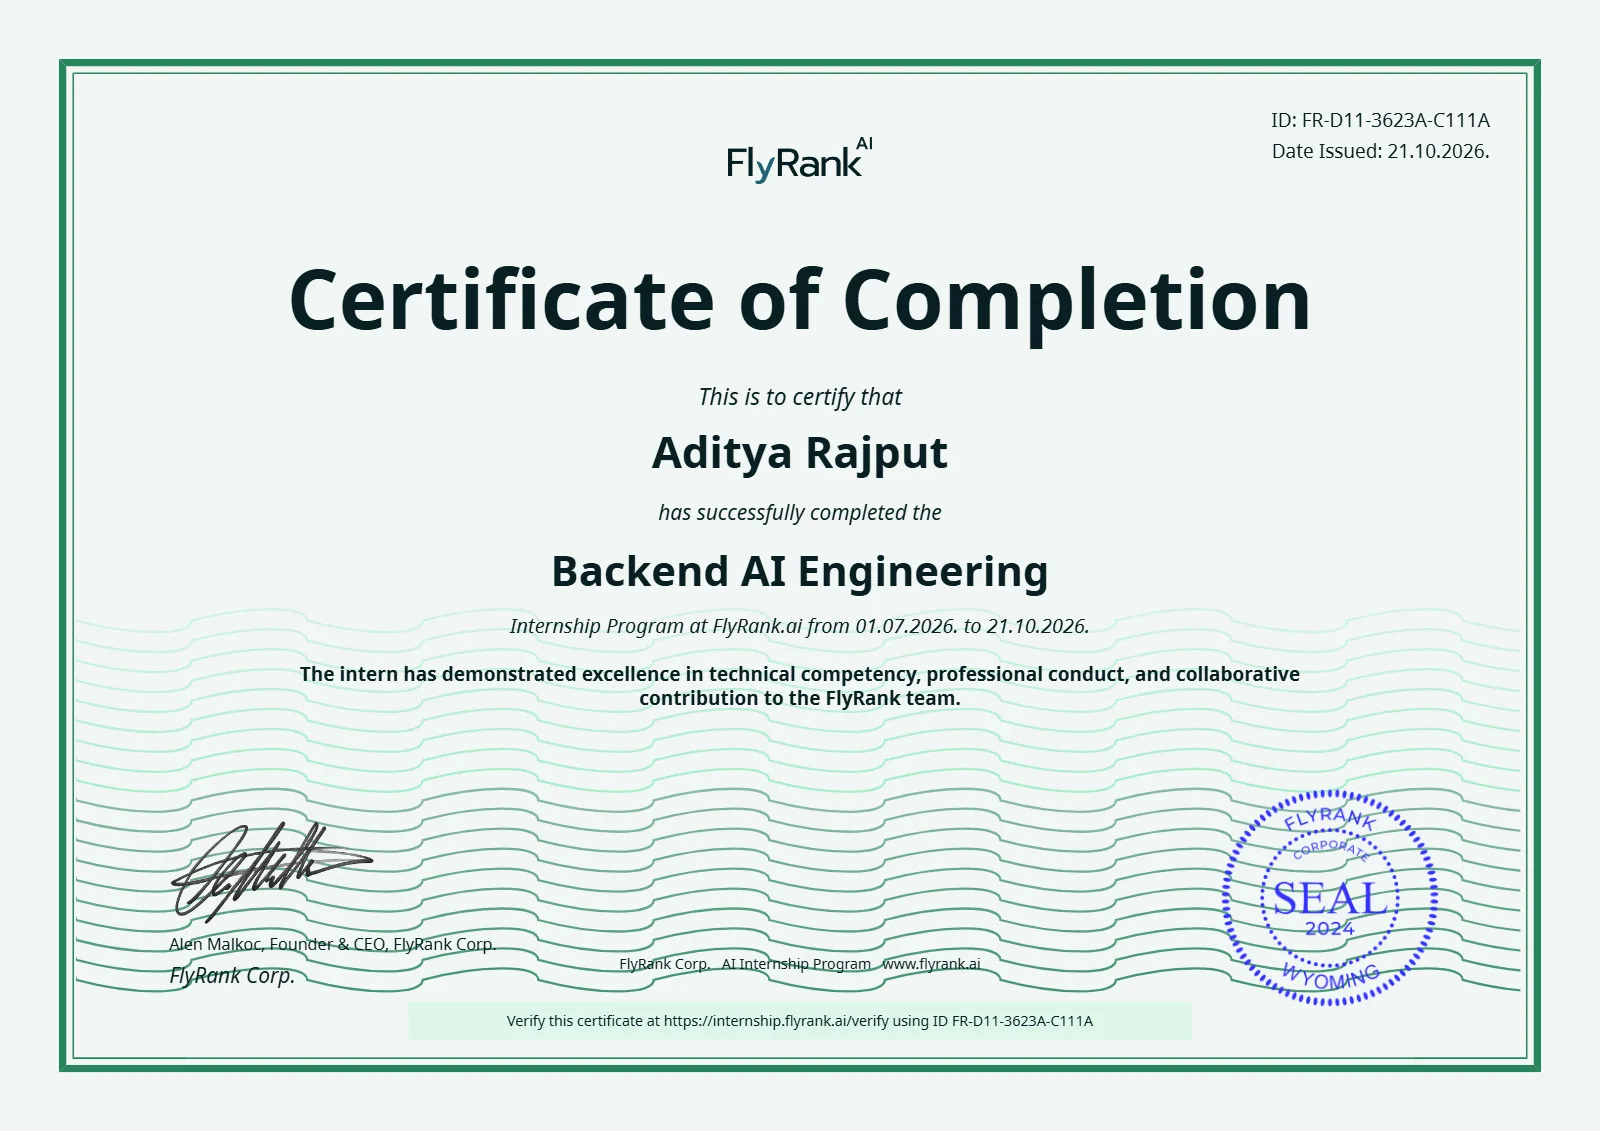 ID: FR-D11-3623A-C111A
Date Issued: 21.10.2026.
FlyRank AI
Certificate of Completion
This is to certify that
Aditya Rajput
has successfully completed the
Backend AI Engineering
Internship Program at FlyRank.ai from 01.07.2026. to 21.10.2026.
The intern has demonstrated excellence in technical competency, professional conduct, and collaborative
contribution to the FlyRank team.
Alen Malkoc, Founder & CEO, FlyRank Corp.
FlyRank Corp.
FlyRank Corp. AI Internship Program www.flyrank.ai
FLYRANK
CORPORATE
SEAL
2024
WYOMING
Verify this certificate at https://internship.flyrank.ai/verify using ID FR-D11-3623A-C111A